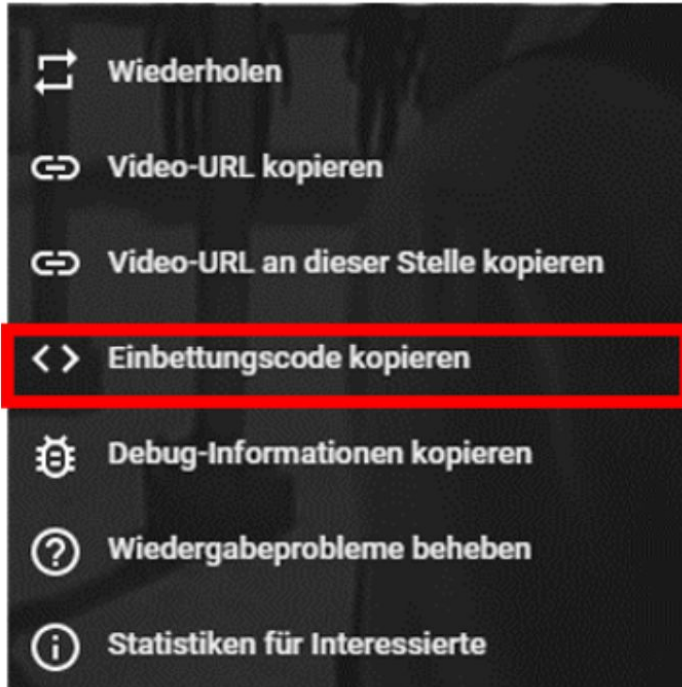 Wiederholen
Video-URL kopieren
Video-URL an dieser Stelle kopieren
Einbettungscode kopieren
Debug-Informationen kopieren
Wiedergabeprobleme beheben
Statistiken für Interessierte